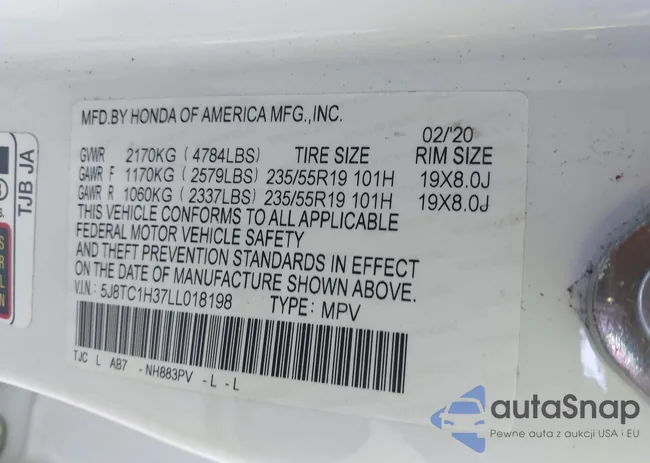 MFD.BY HONDA OF AMERICA MFG.,INC.
02/'20
GVWR 2170KG (4784LBS) TIRE SIZE RIM SIZE
GAWR F 1170KG (2579LBS) 235/55R19 101H 19X8.0J
GAWR R 1060KG (2337LBS) 235/55R19 101H 19X8.0J
THIS VEHICLE CONFORMS TO ALL APPLICABLE
FEDERAL MOTOR VEHICLE SAFETY
AND THEFT PREVENTION STANDARDS IN EFFECT
ON THE DATE OF MANUFACTURE SHOWN ABOVE.
V.I.N: 5J8TC1H37LL018198 TYPE: MPV
TJC L AB7 -NH883PV -L -L
TJB JA
autaSnap
Pewne auta z aukcji USA i EU